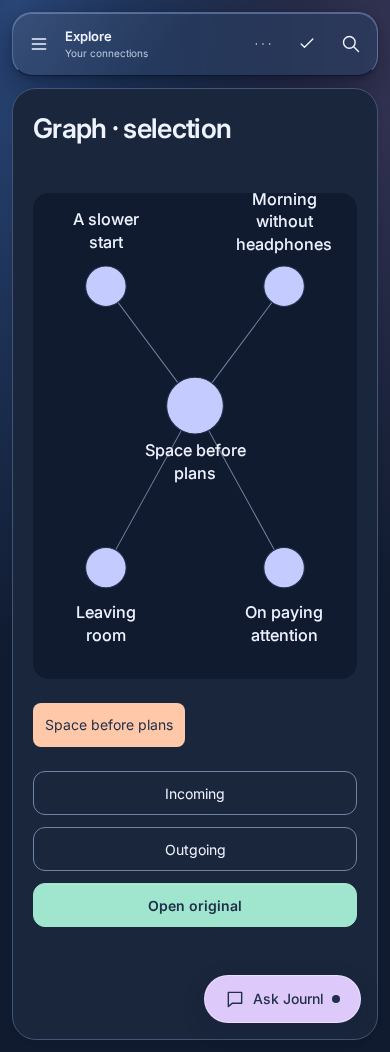 Explore
Your connections
...
Graph · selection
A slower
start
Morning
without
headphones
Space before
plans
Leaving
room
On paying
attention
Space before plans
Incoming
Outgoing
Open original
Ask Journl